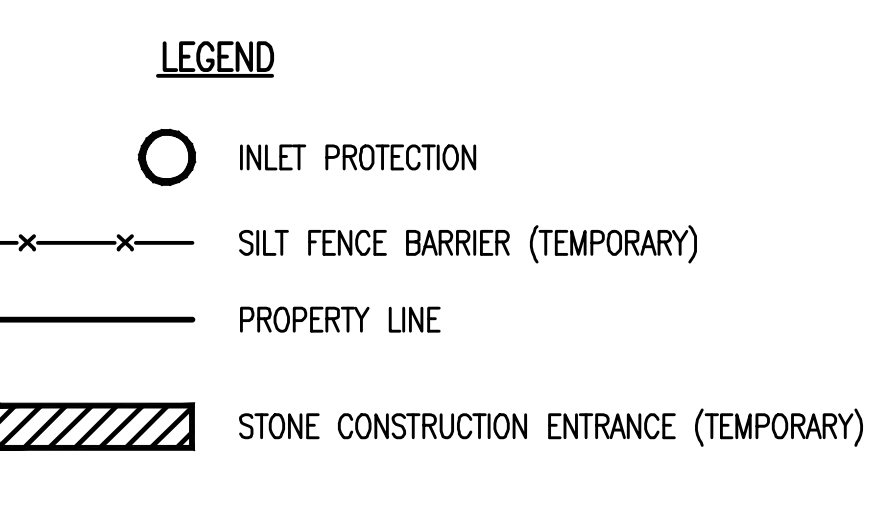 LEGEND
INLET PROTECTION
SILT FENCE BARRIER (TEMPORARY)
PROPERTY LINE
STONE CONSTRUCTION ENTRANCE (TEMPORARY)